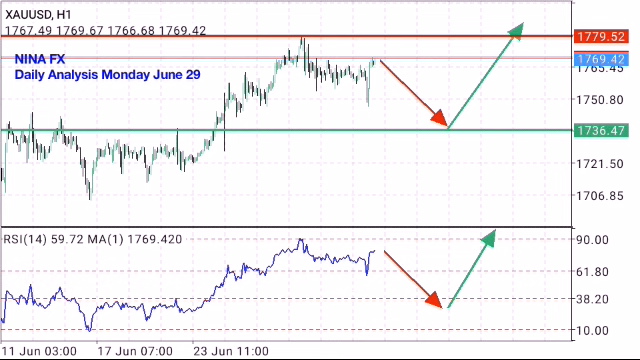 XAUUSD, H1
1767.49 1769.67 1766.68 1769.42
NINA FX
Daily Analysis Monday June 29
1779.52
1769.42
1765.45
1750.80
1736.47
1721.50
1706.85
RSI(14) 59.72 MA(1) 1769.420
90.00
61.80
38.20
10.00
11 Jun 03:00 17 Jun 07:00 23 Jun 11:00